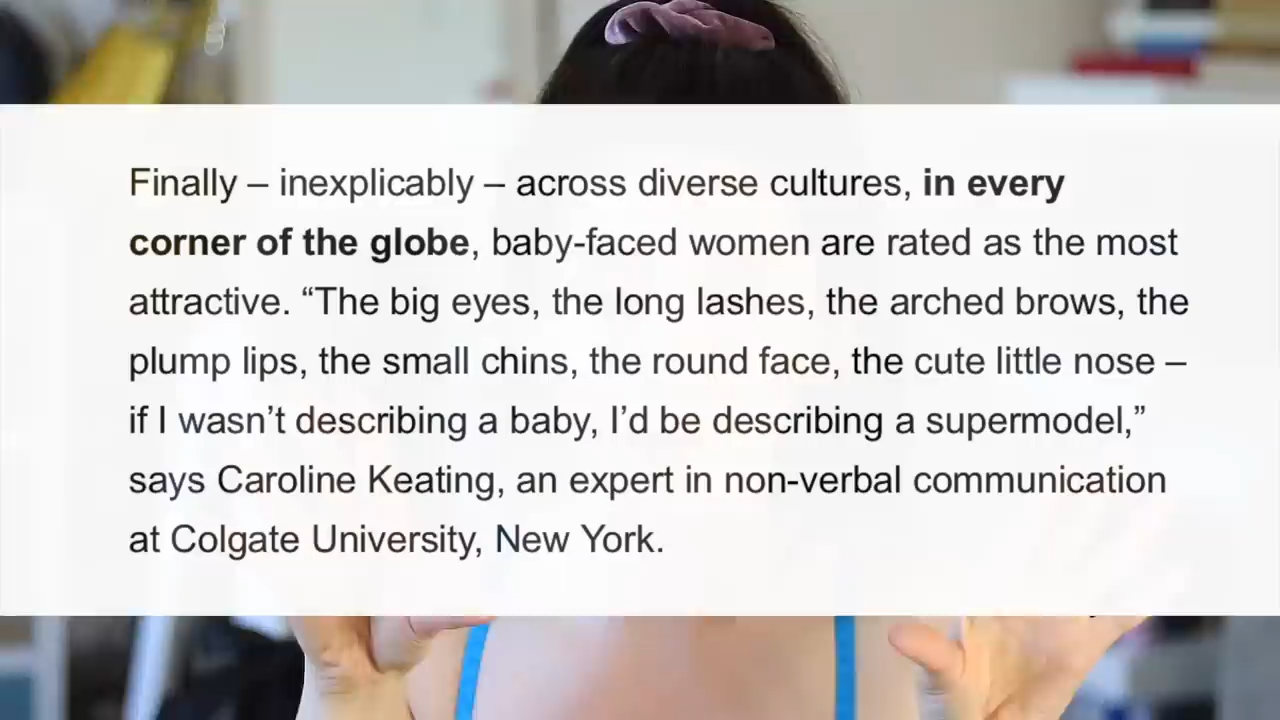 Finally – inexplicably – across diverse cultures, in every
corner of the globe, baby-faced women are rated as the most
attractive. “The big eyes, the long lashes, the arched brows, the
plump lips, the small chins, the round face, the cute little nose –
if I wasn’t describing a baby, I’d be describing a supermodel,”
says Caroline Keating, an expert in non-verbal communication
at Colgate University, New York.